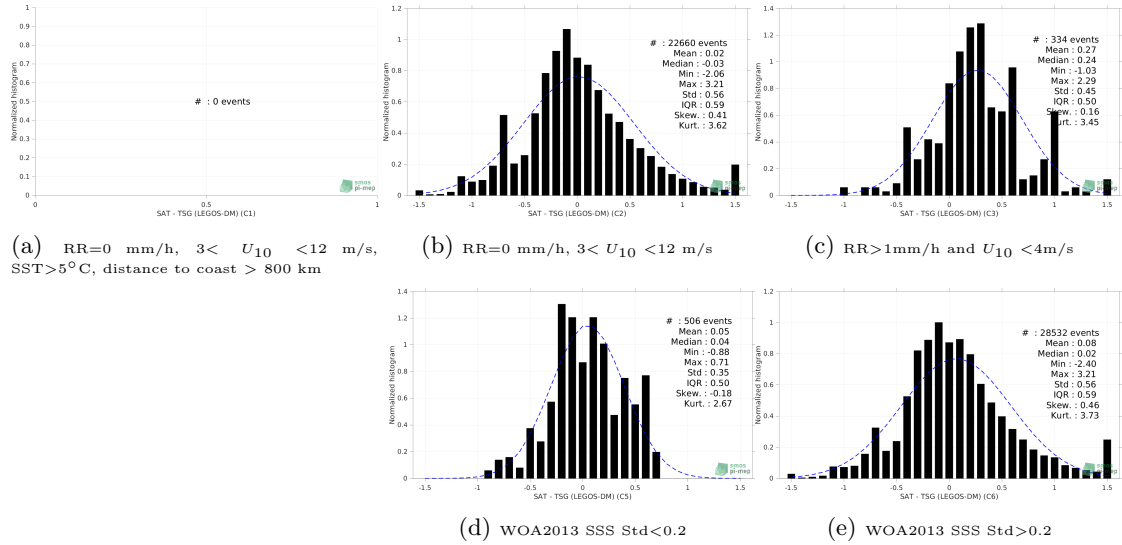 1
0.9
0.8
0.7
0.6
0.5
0.4
0.3
0.2
0.1
0
Normalized histogram
# : 0 events
smos
pi-mep
0 0.5 1
SAT - TSG (LEGOS-DM) (C1)
1.2
1
0.8
0.6
0.4
0.2
0
Normalized histogram
# : 22660 events
Mean : 0.02
Median : -0.03
Min : -2.06
Max : 3.21
Std : 0.56
IQR : 0.59
Skew. : 0.41
Kurt. : 3.62
smos
pi-mep
-1.5 -1 -0.5 0 0.5 1 1.5
SAT - TSG (LEGOS-DM) (C2)
1.4
1.2
1
0.8
0.6
0.4
0.2
0
Normalized histogram
# : 334 events
Mean : 0.27
Median : 0.24
Min : -1.03
Max : 2.29
Std : 0.45
IQR : 0.50
Skew. : 0.16
Kurt. : 3.45
smos
pi-mep
-1.5 -1 -0.5 0 0.5 1 1.5
SAT - TSG (LEGOS-DM) (C3)
(a) RR=0 mm/h, 3< U10 <12 m/s,
SST>5°C, distance to coast > 800 km
(b) RR=0 mm/h, 3< U10 <12 m/s
(c) RR>1mm/h and U10 <4m/s
1.4
1.2
1
0.8
0.6
0.4
0.2
0
Normalized histogram
# : 506 events
Mean : 0.05
Median : 0.04
Min : -0.88
Max : 0.71
Std : 0.35
IQR : 0.50
Skew. : -0.18
Kurt. : 2.67
smos
pi-mep
-1.5 -1 -0.5 0 0.5 1 1.5
SAT - TSG (LEGOS-DM) (C5)
1.2
1
0.8
0.6
0.4
0.2
0
Normalized histogram
# : 28532 events
Mean : 0.08
Median : 0.02
Min : -2.40
Max : 3.21
Std : 0.56
IQR : 0.59
Skew. : 0.46
Kurt. : 3.73
smos
pi-mep
-1.5 -1 -0.5 0 0.5 1 1.5
SAT - TSG (LEGOS-DM) (C6)
(d) WOA2013 SSS Std<0.2
(e) WOA2013 SSS Std>0.2